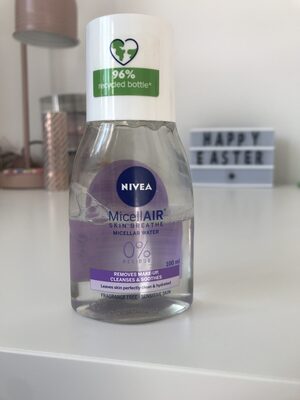 96%
recycled bottle*
HAPPY
EASTER
NIVEA
MicellAIR®
SKIN BREATHE
MICELLAR WATER
0%
RESIDUE
100 ml
REMOVES MAKE-UP
CLEANSES & SOOTHES
Leaves skin perfectly clean & hydrated
FRAGRANCE FREE · SENSITIVE SKIN